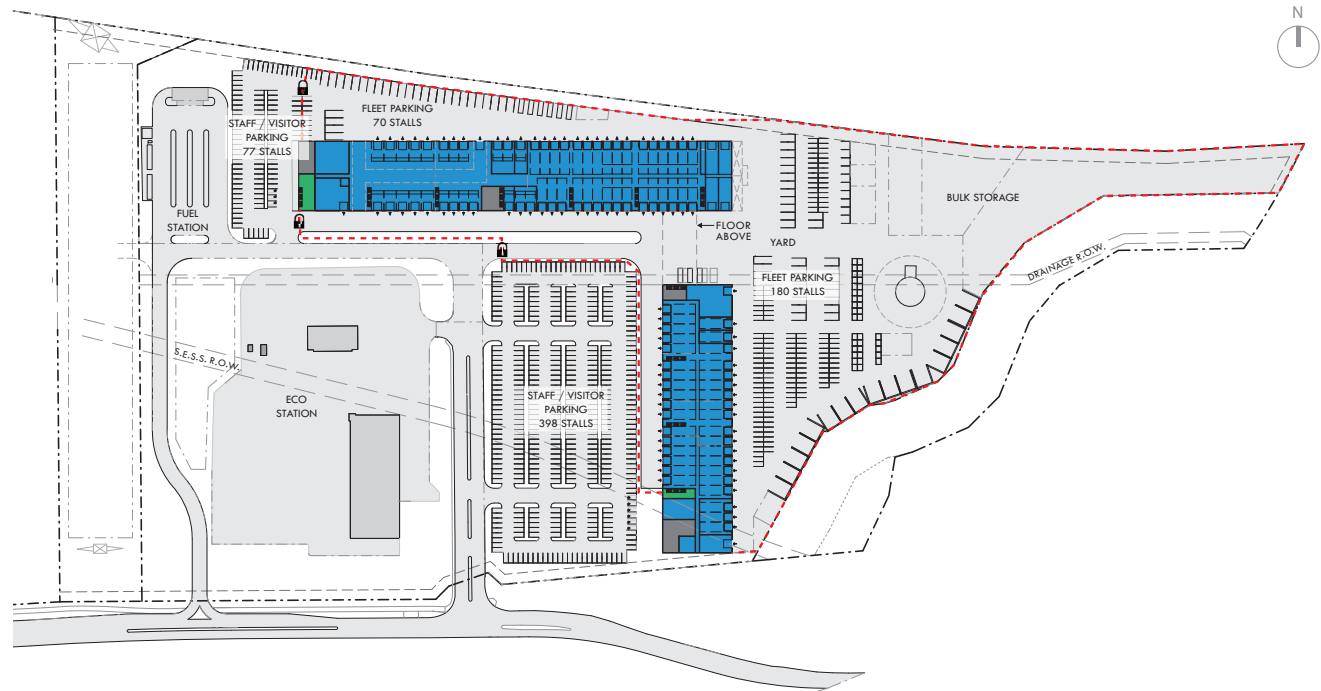 N
FLEET PARKING
70 STALLS
STAFF / VISITOR
PARKING
77 STALLS
FUEL
STATION
FLOOR
ABOVE
YARD
BULK STORAGE
FLEET PARKING
180 STALLS
DRAINAGE R.O.W.
S.E.S.S. R.O.W.
ECO
STATION
STAFF / VISITOR
PARKING
398 STALLS